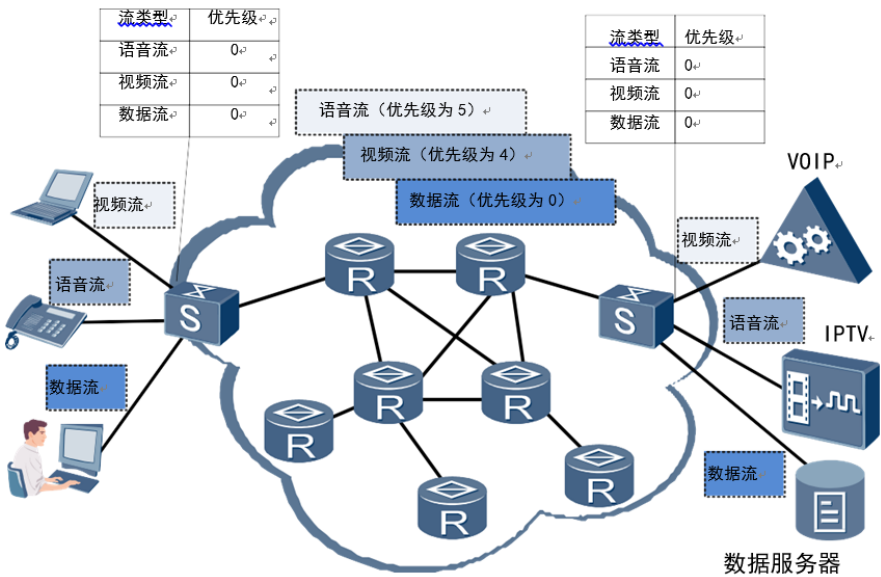 流类型 优先级
语音流 0
视频流 0
数据流 0
流类型 优先级
语音流 0
视频流 0
数据流 0
语音流（优先级为 5）
视频流（优先级为 4）
数据流（优先级为 0）
VOIP
视频流
视频流
语音流
语音流
IPTV
数据流
数据流
数据服务器
S
S
R
R
R
R
R
R
R